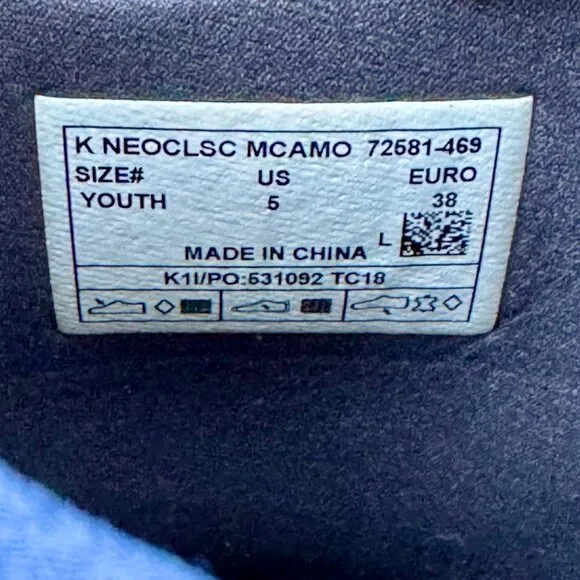 K NEOCLSC MCAMO 72581-469
SIZE# US EURO
YOUTH 5 38
L
MADE IN CHINA
K1I/PO:531092 TC18